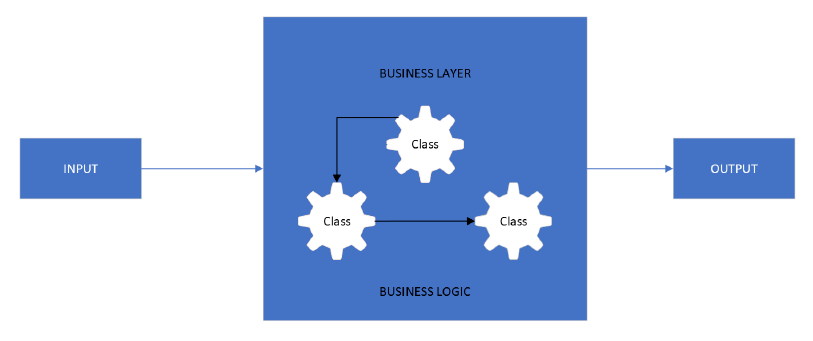 BUSINESS LAYER
Class
INPUT
OUTPUT
Class
Class
BUSINESS LOGIC